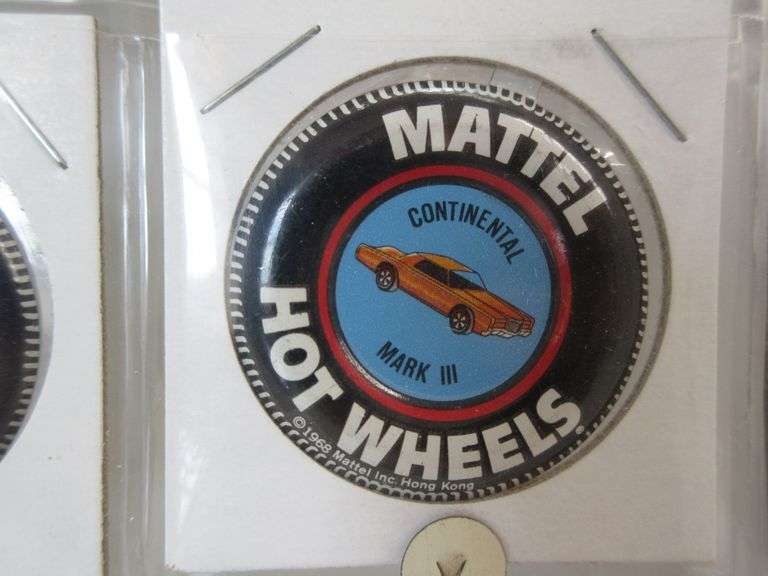 MATTEL
CONTINENTAL
MARK III
HOT WHEELS®
©1968 Mattel Inc. Hong Kong